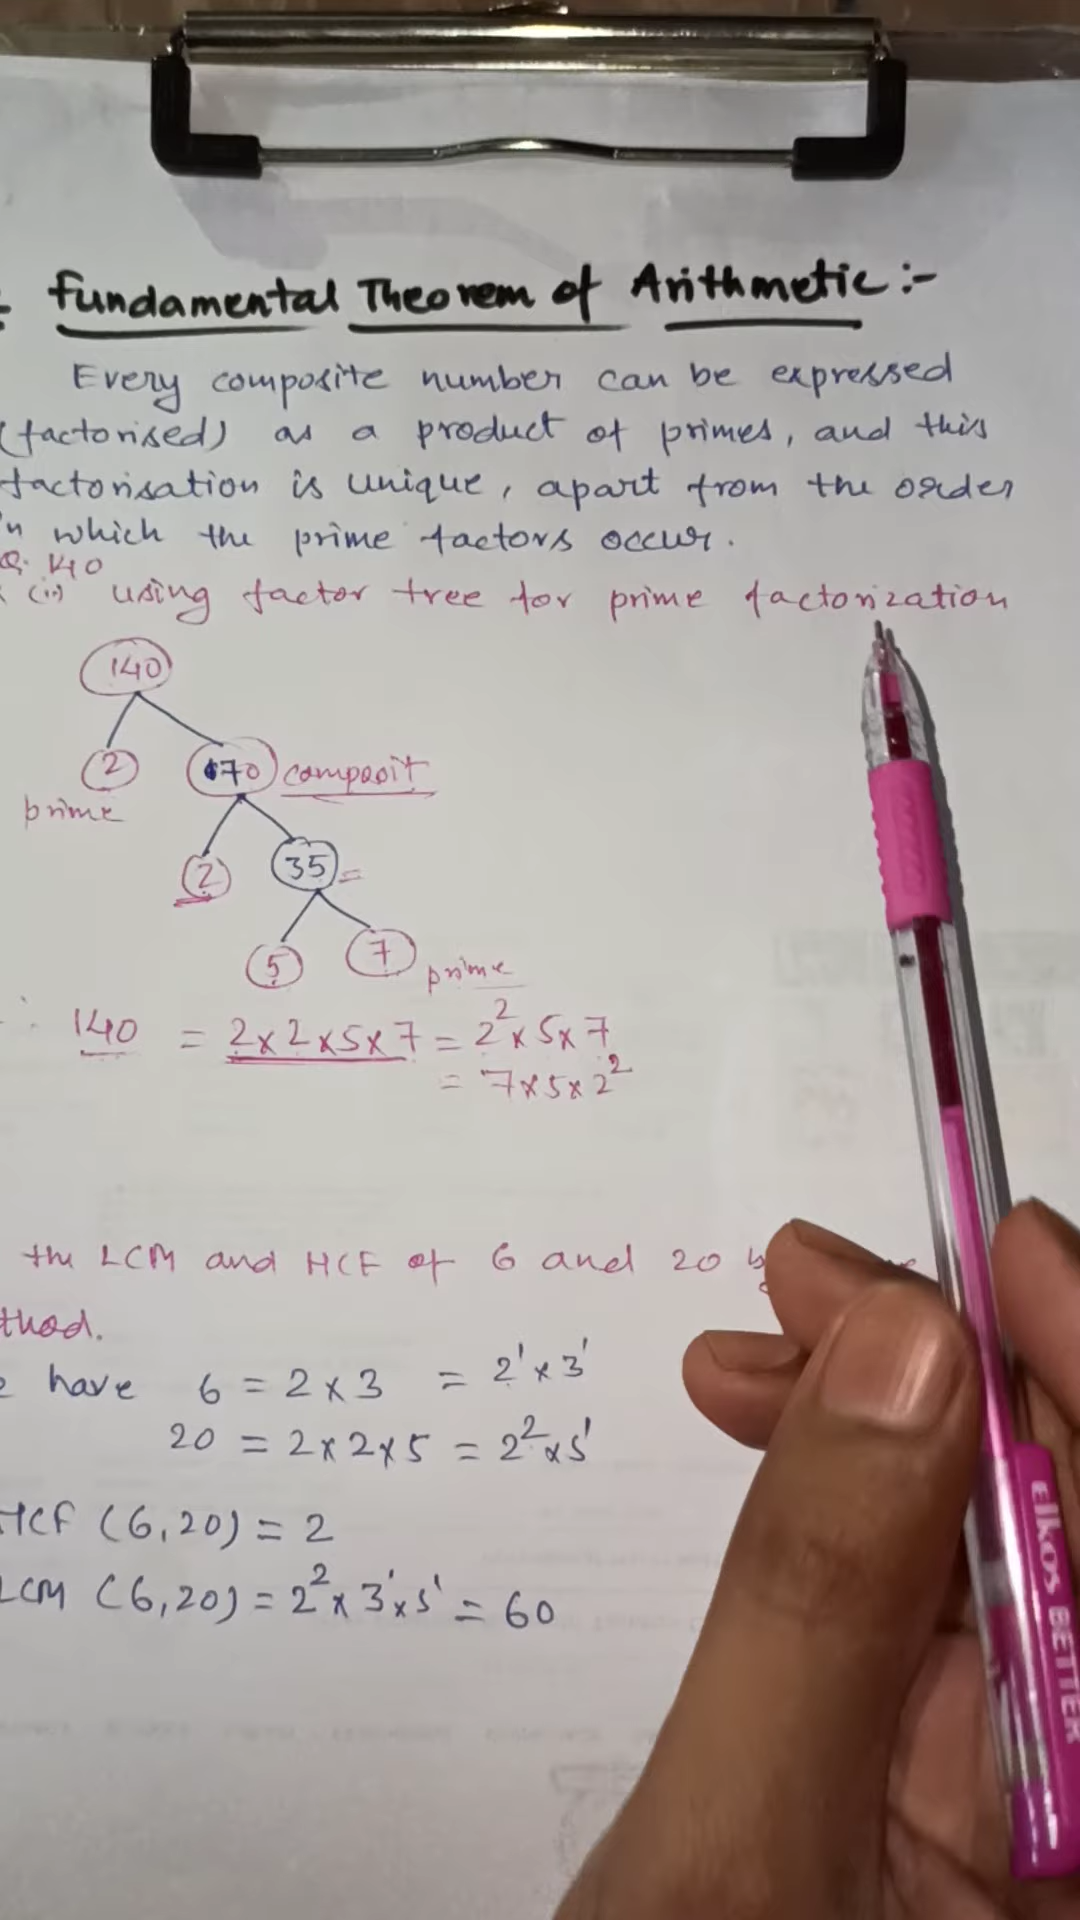 Fundamental Theorem of Arithmetic:-
Every composite number can be expressed
(factorised) as a product of primes, and this
factorisation is unique, apart from the order
in which the prime factors occur.
Q. 140
(ii) using factor tree for prime factorization
140
2 70 composit
prime
2 35 =
5 7 prime
∴ 140 = 2x2x5x7 = 2²x5x7
= 7x5x2²
the LCM and HCF of 6 and 20
thod.
have 6 = 2x3 = 2¹x3¹
20 = 2x2x5 = 2²x5¹
HCF (6,20) = 2
LCM (6,20) = 2²x3¹x5¹ = 60
Elkos BETTER